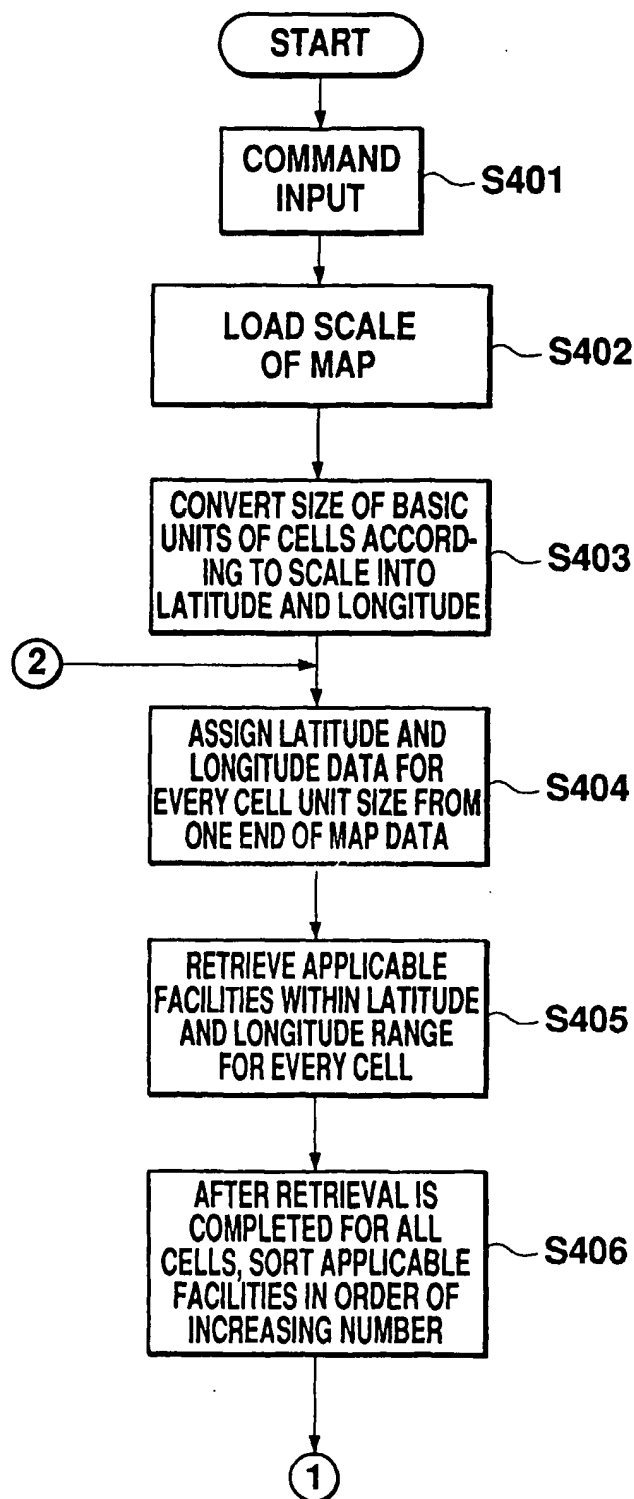 START
COMMAND
INPUT
S401
LOAD SCALE
OF MAP
S402
CONVERT SIZE OF BASIC
UNITS OF CELLS ACCORD-
ING TO SCALE INTO
LATITUDE AND LONGITUDE
S403
2
ASSIGN LATITUDE AND
LONGITUDE DATA FOR
EVERY CELL UNIT SIZE FROM
ONE END OF MAP DATA
S404
RETRIEVE APPLICABLE
FACILITIES WITHIN LATITUDE
AND LONGITUDE RANGE
FOR EVERY CELL
S405
AFTER RETRIEVAL IS
COMPLETED FOR ALL
CELLS, SORT APPLICABLE
FACILITIES IN ORDER OF
INCREASING NUMBER
S406
1